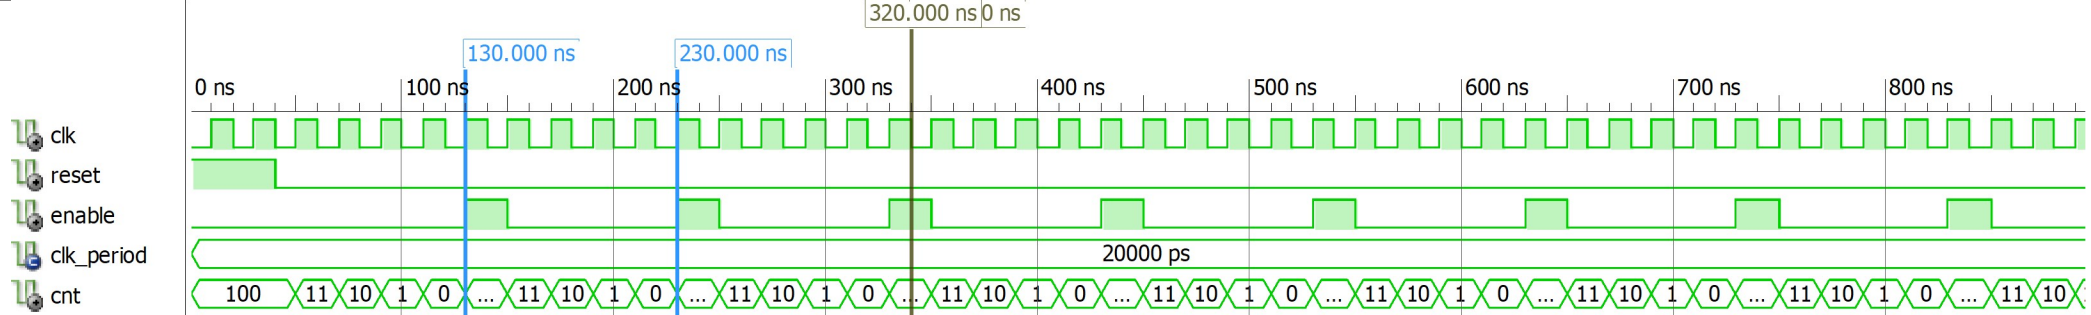 320.000 ns 0 ns
130.000 ns 230.000 ns
0 ns 100 ns 200 ns 300 ns 400 ns 500 ns 600 ns 700 ns 800 ns
clk
reset
enable
clk_period 20000 ps
cnt 100 11 10 1 0 ... 11 10 1 0 ... 11 10 1 0 ... 11 10 1 0 ... 11 10 1 0 ... 11 10 1 0 ... 11 10 1 0 ... 11 10 1 0 ... 11 10